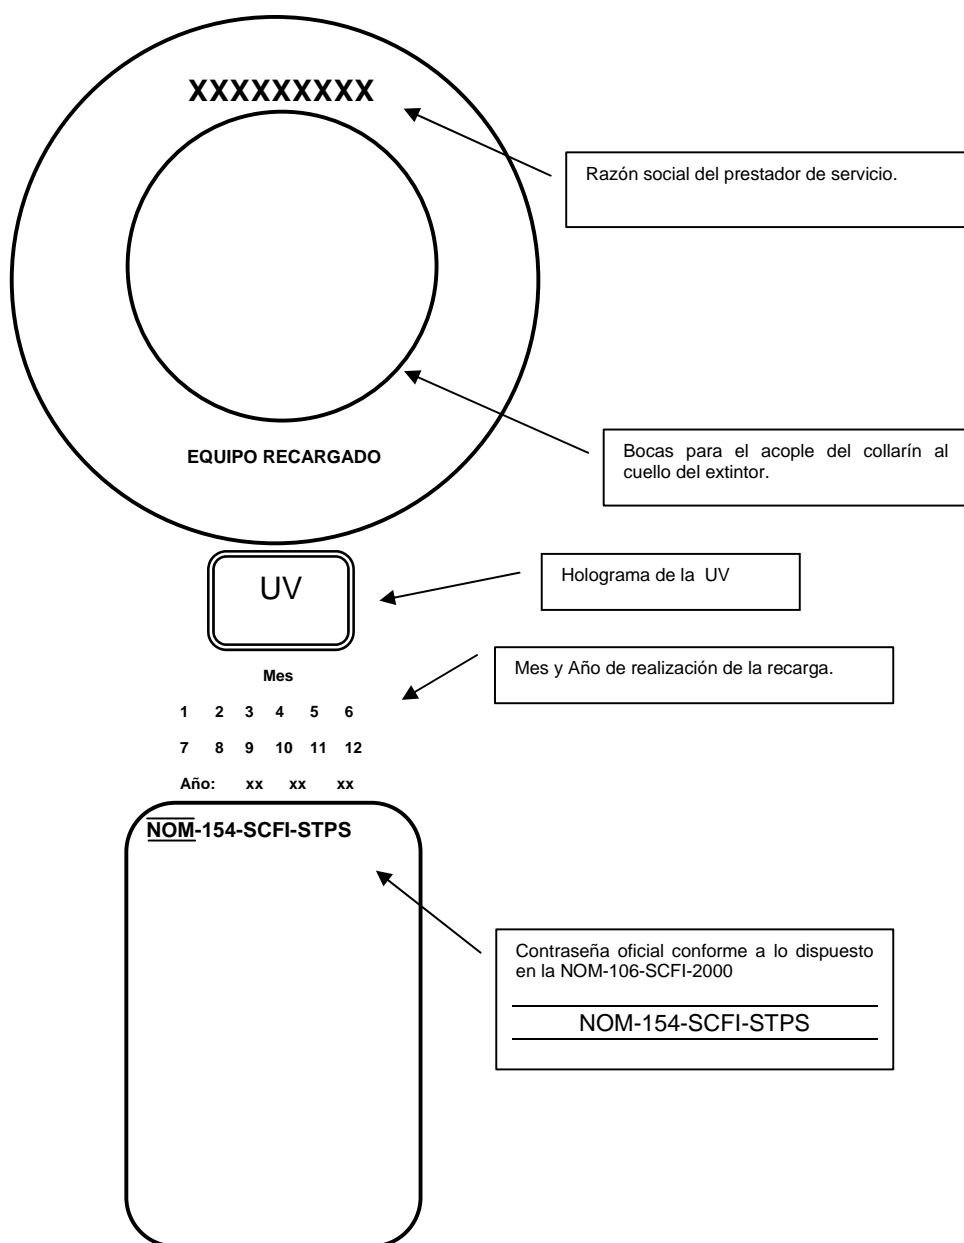 XXXXXXXXX
Razón social del prestador de servicio.
Bocas para el acople del collarín al
cuello del extintor.
EQUIPO RECARGADO
UV
Holograma de la UV
Mes y Año de realización de la recarga.
Mes
1 2 3 4 5 6
7 8 9 10 11 12
Año: xx xx xx
NOM-154-SCFI-STPS
Contraseña oficial conforme a lo dispuesto
en la NOM-106-SCFI-2000
NOM-154-SCFI-STPS